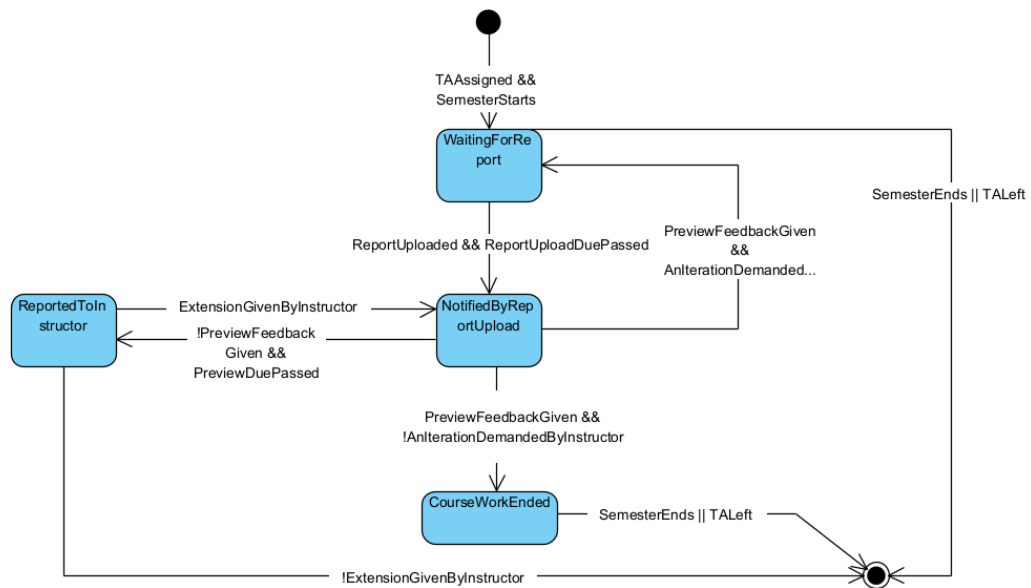 TAAssigned &&
SemesterStarts
WaitingForRe
port
SemesterEnds || TALeft
ReportUploaded && ReportUploadDuePassed
PreviewFeedbackGiven
&&
AnIterationDemanded...
ReportedToIn
structor
ExtensionGivenByInstructor
NotifiedByRep
ortUpload
!PreviewFeedback
Given &&
PreviewDuePassed
PreviewFeedbackGiven &&
!AnIterationDemandedByInstructor
CourseWorkEnded
SemesterEnds || TALeft
!ExtensionGivenByInstructor